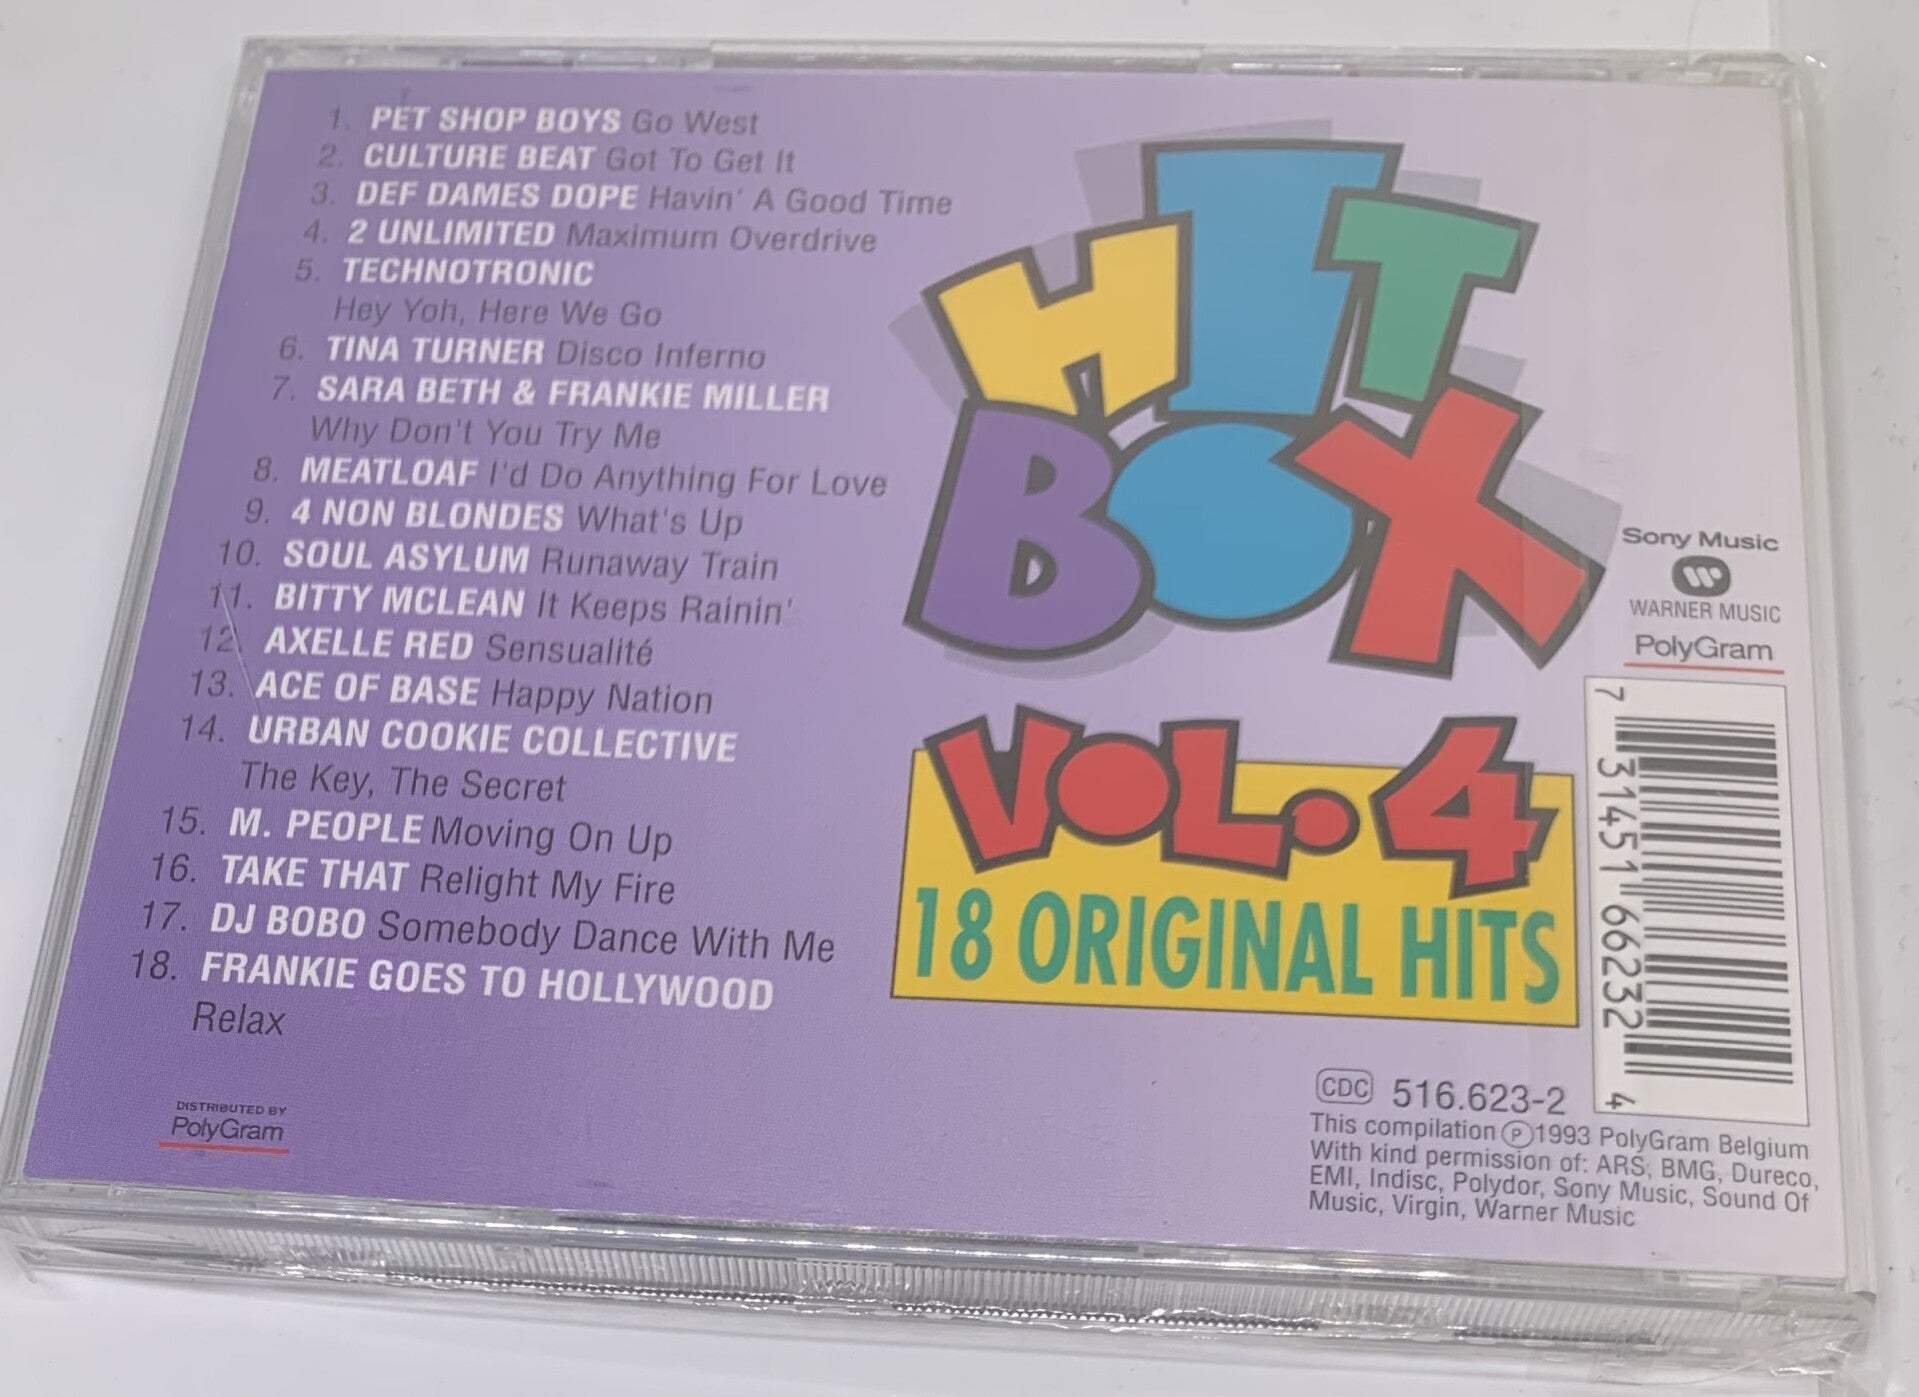 1. PET SHOP BOYS Go West
2. CULTURE BEAT Got To Get It
3. DEF DAMES DOPE Havin' A Good Time
4. 2 UNLIMITED Maximum Overdrive
5. TECHNOTRONIC
Hey Yoh, Here We Go
6. TINA TURNER Disco Inferno
7. SARA BETH & FRANKIE MILLER
Why Don't You Try Me
8. MEATLOAF I'd Do Anything For Love
9. 4 NON BLONDES What's Up
10. SOUL ASYLUM Runaway Train
11. BITTY MCLEAN It Keeps Rainin'
12. AXELLE RED Sensualité
13. ACE OF BASE Happy Nation
14. URBAN COOKIE COLLECTIVE
The Key, The Secret
15. M. PEOPLE Moving On Up
16. TAKE THAT Relight My Fire
17. DJ BOBO Somebody Dance With Me
18. FRANKIE GOES TO HOLLYWOOD
Relax
DISTRIBUTED BY
PolyGram
HIT
BOX
VOL. 4
18 ORIGINAL HITS
Sony Music
WARNER MUSIC
PolyGram
7 31451 66232 4
CDC 516.623-2
This compilation Ⓟ 1993 PolyGram Belgium
With kind permission of: ARS, BMG, Dureco,
EMI, Indisc, Polydor, Sony Music, Sound Of
Music, Virgin, Warner Music